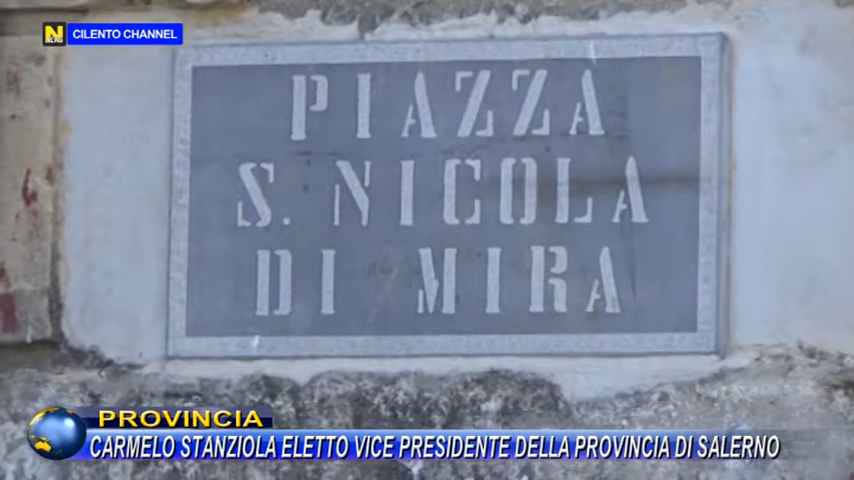 N
CILENTO CHANNEL
PIAZZA
S. NICOLA
DI MIRA
PROVINCIA
CARMELO STANZIOLA ELETTO VICE PRESIDENTE DELLA PROVINCIA DI SALERNO